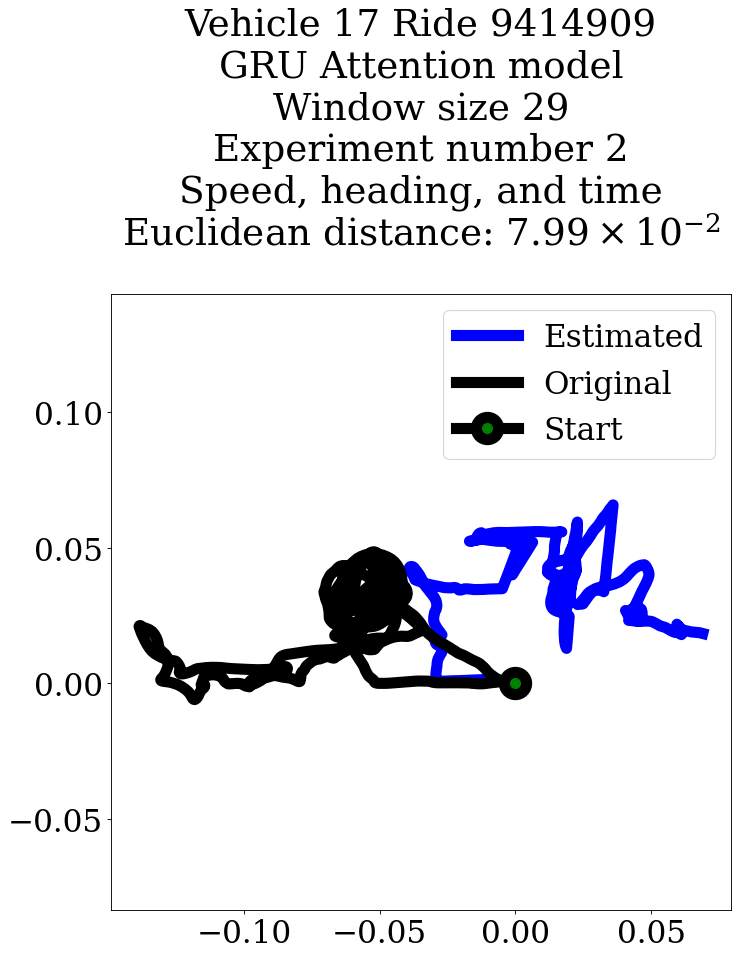 Vehicle 17 Ride 9414909
GRU Attention model
Window size 29
Experiment number 2
Speed, heading, and time
Euclidean distance: 7.99 × 10⁻²
Estimated
Original
Start
0.10
0.05
0.00
−0.05
−0.10
−0.05
0.00
0.05